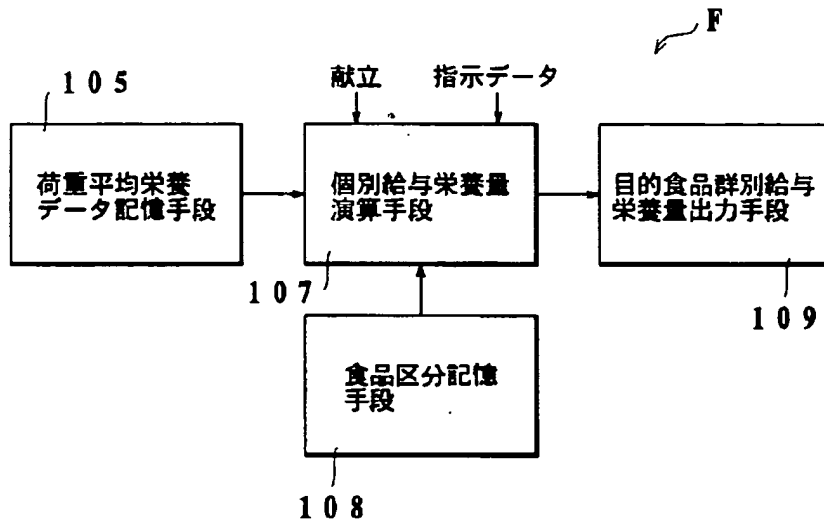 F
105
献立
指示データ
荷重平均栄養
データ記憶手段
個別給与栄養量
演算手段
目的食品群別給与
栄養量出力手段
107
109
食品区分記憶
手段
108